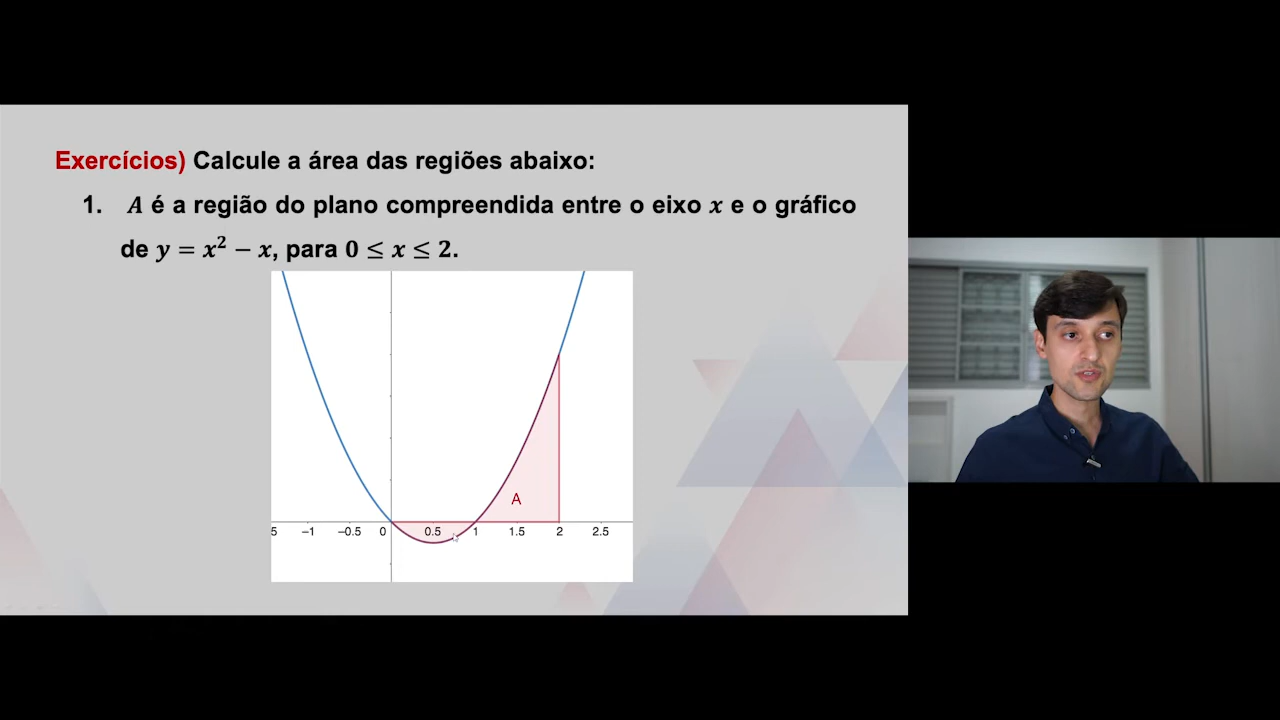 Exercícios) Calcule a área das regiões abaixo:
1. A é a região do plano compreendida entre o eixo x e o gráfico
de y = x² − x, para 0 ≤ x ≤ 2.
A
5 −1 −0.5 0 0.5 1 1.5 2 2.5